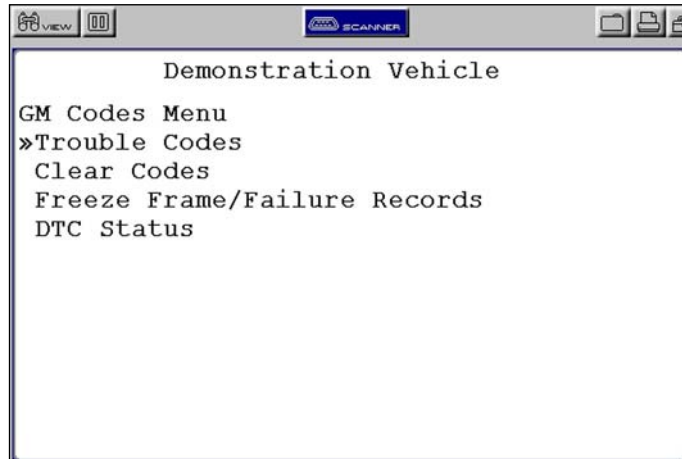 VIEW SCANNER
Demonstration Vehicle
GM Codes Menu
»Trouble Codes
Clear Codes
Freeze Frame/Failure Records
DTC Status